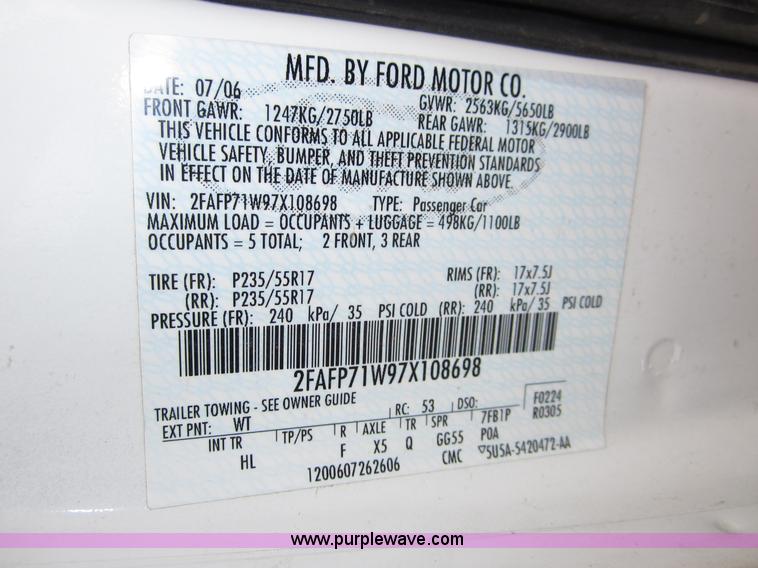 MFD. BY FORD MOTOR CO.
DATE: 07/06 GVWR: 2563KG/5650LB
FRONT GAWR: 1247KG/2750LB REAR GAWR: 1315KG/2900LB
THIS VEHICLE CONFORMS TO ALL APPLICABLE FEDERAL MOTOR
VEHICLE SAFETY, BUMPER, AND THEFT PREVENTION STANDARDS
IN EFFECT ON THE DATE OF MANUFACTURE SHOWN ABOVE.
VIN: 2FAFP71W97X108698 TYPE: Passenger Car
MAXIMUM LOAD = OCCUPANTS + LUGGAGE = 498KG/1100LB
OCCUPANTS = 5 TOTAL; 2 FRONT, 3 REAR
TIRE (FR): P235/55R17 RIMS (FR): 17x7.5J
(RR): P235/55R17 (RR): 17x7.5J
PRESSURE (FR): 240 kPa/ 35 PSI COLD (RR): 240 kPa/ 35 PSI COLD
2FAFP71W97X108698
TRAILER TOWING - SEE OWNER GUIDE
EXT PNT: WT RC: 53 DSO: F0224
INT TR TP/PS R AXLE TR SPR 7FB1P R0305
HL F X5 Q GG55 POA
1200607262606 CMC ▽5U5A-5420472-AA
www.purplewave.com